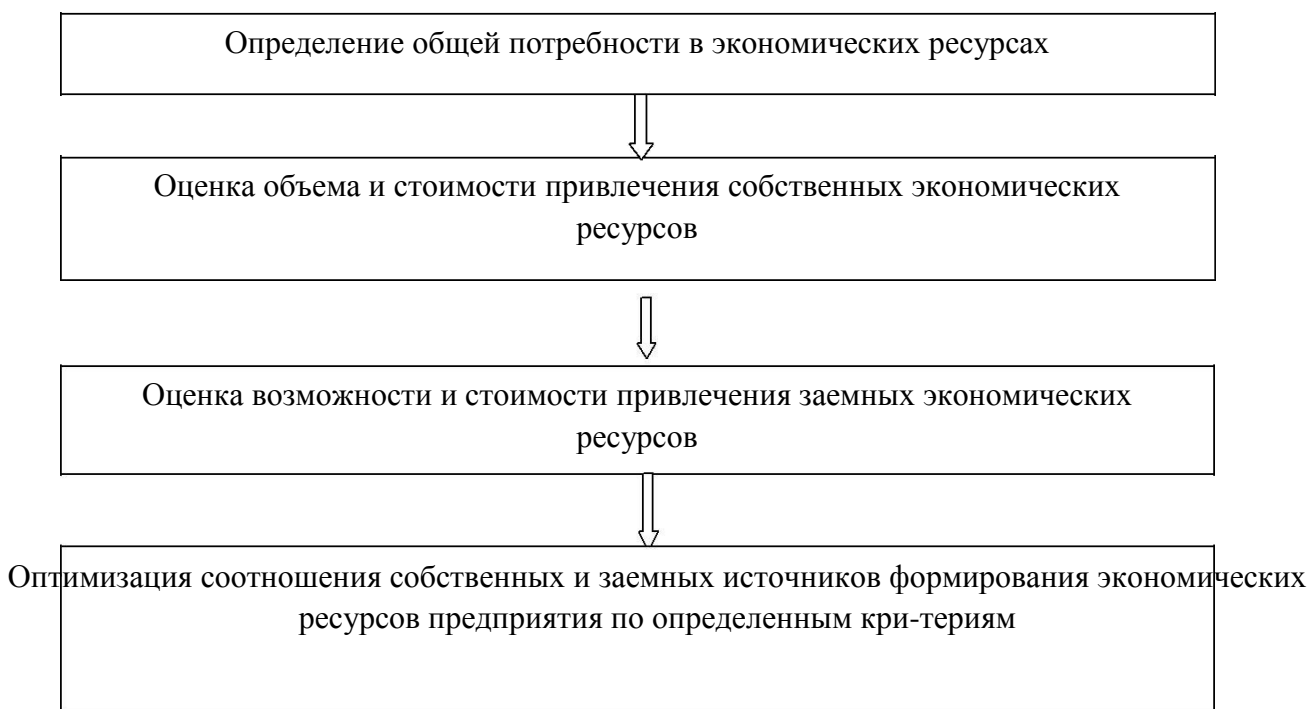 Определение общей потребности в экономических ресурсах
Оценка объема и стоимости привлечения собственных экономических
ресурсов
Оценка возможности и стоимости привлечения заемных экономических
ресурсов
Оптимизация соотношения собственных и заемных источников формирования экономических
ресурсов предприятия по определенным кри-териям